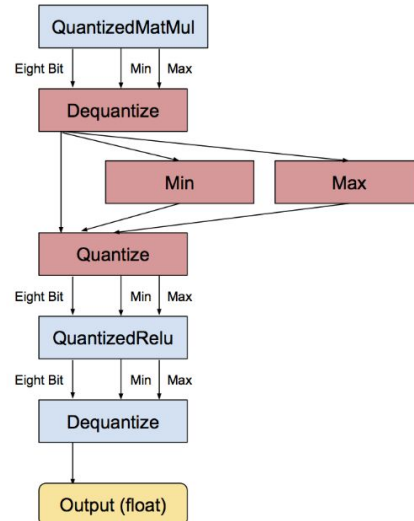 QuantizedMatMul
Eight Bit Min Max
Dequantize
Min Max
Quantize
Eight Bit Min Max
QuantizedRelu
Eight Bit Min Max
Dequantize
Output (float)